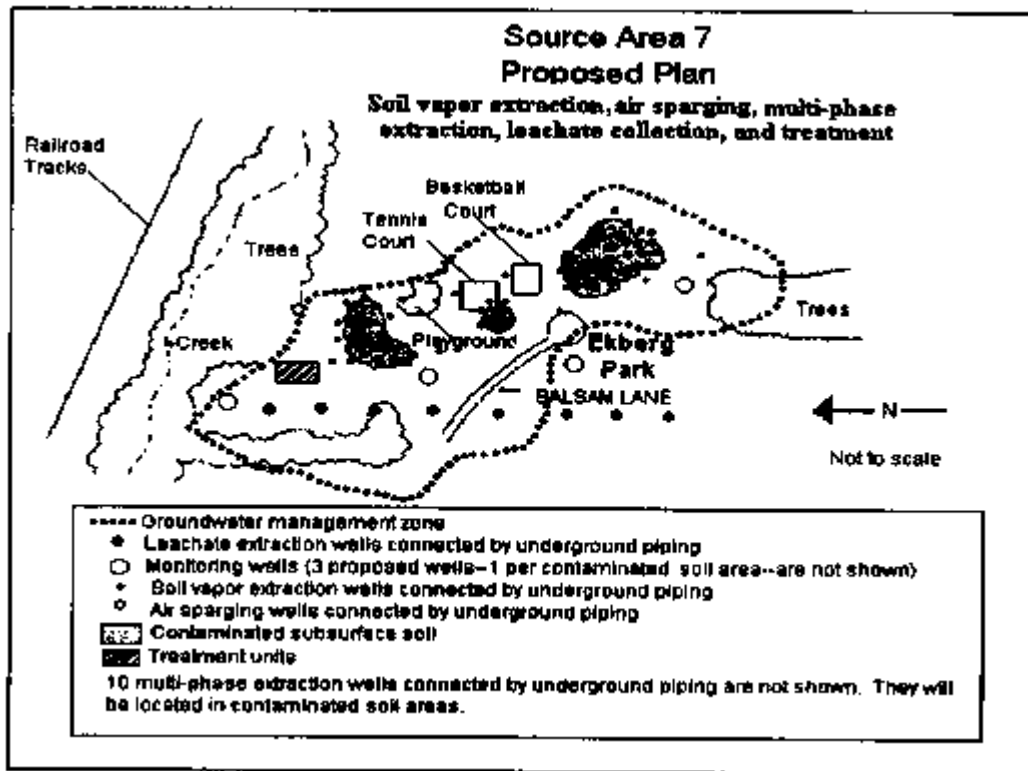 Source Area 7
Proposed Plan
Soil vapor extraction, air sparging, multi-phase
extraction, leachate collection, and treatment
Railroad
Tracks
Basketball
Court
Tennis
Court
Trees
Trees
Creek
Playground
Ekberg
Park
BALSAM LANE
N
Not to scale
Groundwater management zone
Leachate extraction wells connected by underground piping
Monitoring wells (3 proposed wells--1 per contaminated soil area--are not shown)
Soil vapor extraction wells connected by underground piping
Air sparging wells connected by underground piping
Contaminated subsurface soil
Treatment units
10 multi-phase extraction wells connected by underground piping are not shown. They will
be located in contaminated soil areas.